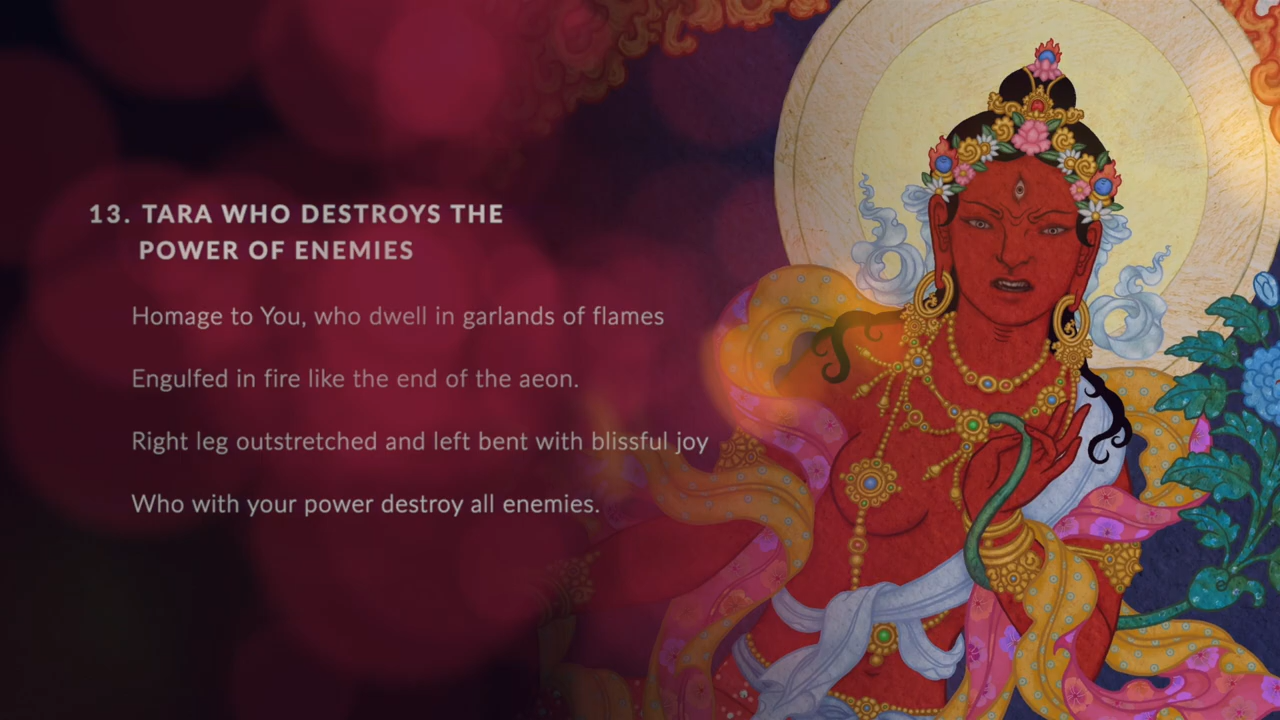 13. TARA WHO DESTROYS THE
POWER OF ENEMIES
Homage to You, who dwell in garlands of flames
Engulfed in fire like the end of the aeon.
Right leg outstretched and left bent with blissful joy
Who with your power destroy all enemies.